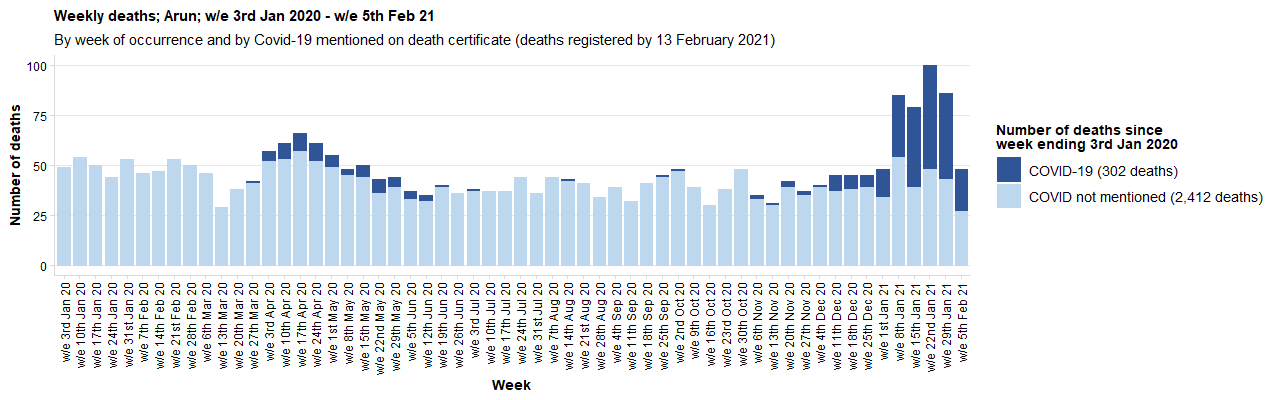 Weekly deaths; Arun; w/e 3rd Jan 2020 - w/e 5th Feb 21
By week of occurrence and by Covid-19 mentioned on death certificate (deaths registered by 13 February 2021)
Number of deaths
100
75
50
25
0
w/e 3rd Jan 20
w/e 10th Jan 20
w/e 17th Jan 20
w/e 24th Jan 20
w/e 31st Jan 20
w/e 7th Feb 20
w/e 14th Feb 20
w/e 21st Feb 20
w/e 28th Feb 20
w/e 6th Mar 20
w/e 13th Mar 20
w/e 20th Mar 20
w/e 27th Mar 20
w/e 3rd Apr 20
w/e 10th Apr 20
w/e 17th Apr 20
w/e 24th Apr 20
w/e 1st May 20
w/e 8th May 20
w/e 15th May 20
w/e 22nd May 20
w/e 29th May 20
w/e 5th Jun 20
w/e 12th Jun 20
w/e 19th Jun 20
w/e 26th Jun 20
w/e 3rd Jul 20
w/e 10th Jul 20
w/e 17th Jul 20
w/e 24th Jul 20
w/e 31st Jul 20
w/e 7th Aug 20
w/e 14th Aug 20
w/e 21st Aug 20
w/e 28th Aug 20
w/e 4th Sep 20
w/e 11th Sep 20
w/e 18th Sep 20
w/e 25th Sep 20
w/e 2nd Oct 20
w/e 9th Oct 20
w/e 16th Oct 20
w/e 23rd Oct 20
w/e 30th Oct 20
w/e 6th Nov 20
w/e 13th Nov 20
w/e 20th Nov 20
w/e 27th Nov 20
w/e 4th Dec 20
w/e 11th Dec 20
w/e 18th Dec 20
w/e 25th Dec 20
w/e 1st Jan 21
w/e 8th Jan 21
w/e 15th Jan 21
w/e 22nd Jan 21
w/e 29th Jan 21
w/e 5th Feb 21
Week
Number of deaths since
week ending 3rd Jan 2020
COVID-19 (302 deaths)
COVID not mentioned (2,412 deaths)